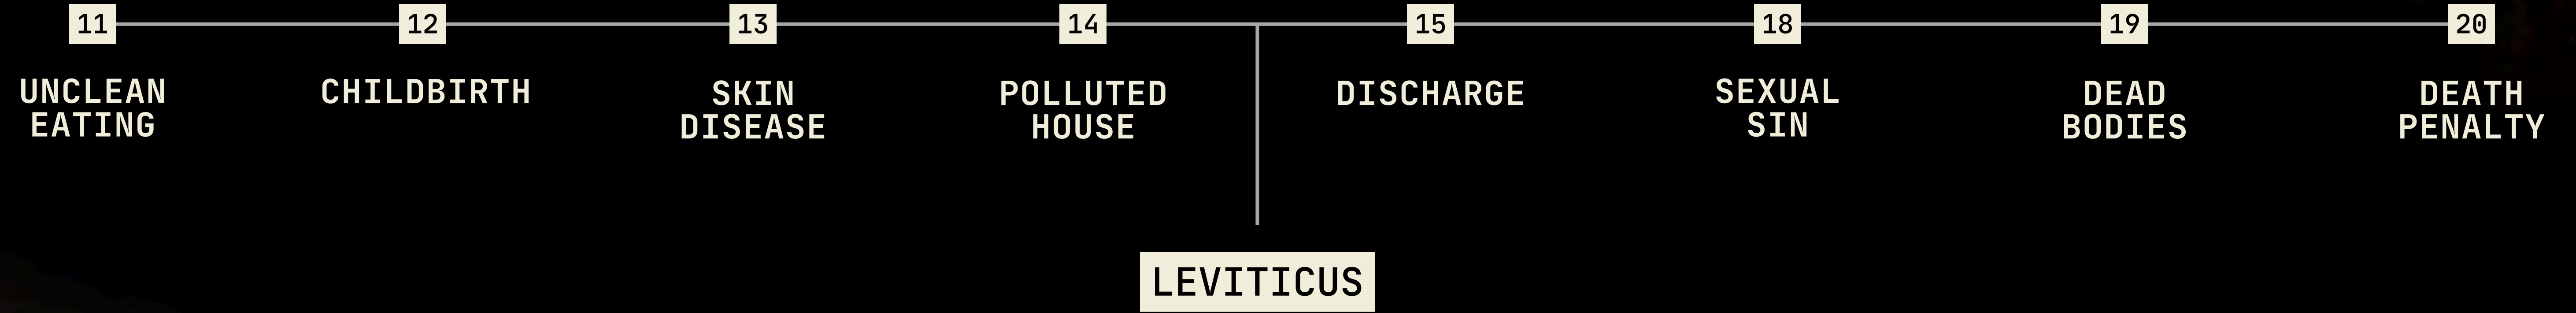 11 12 13 14 15 18 19 20
UNCLEAN
EATING
CHILDBIRTH
SKIN
DISEASE
POLLUTED
HOUSE
DISCHARGE
SEXUAL
SIN
DEAD
BODIES
DEATH
PENALTY
LEVITICUS